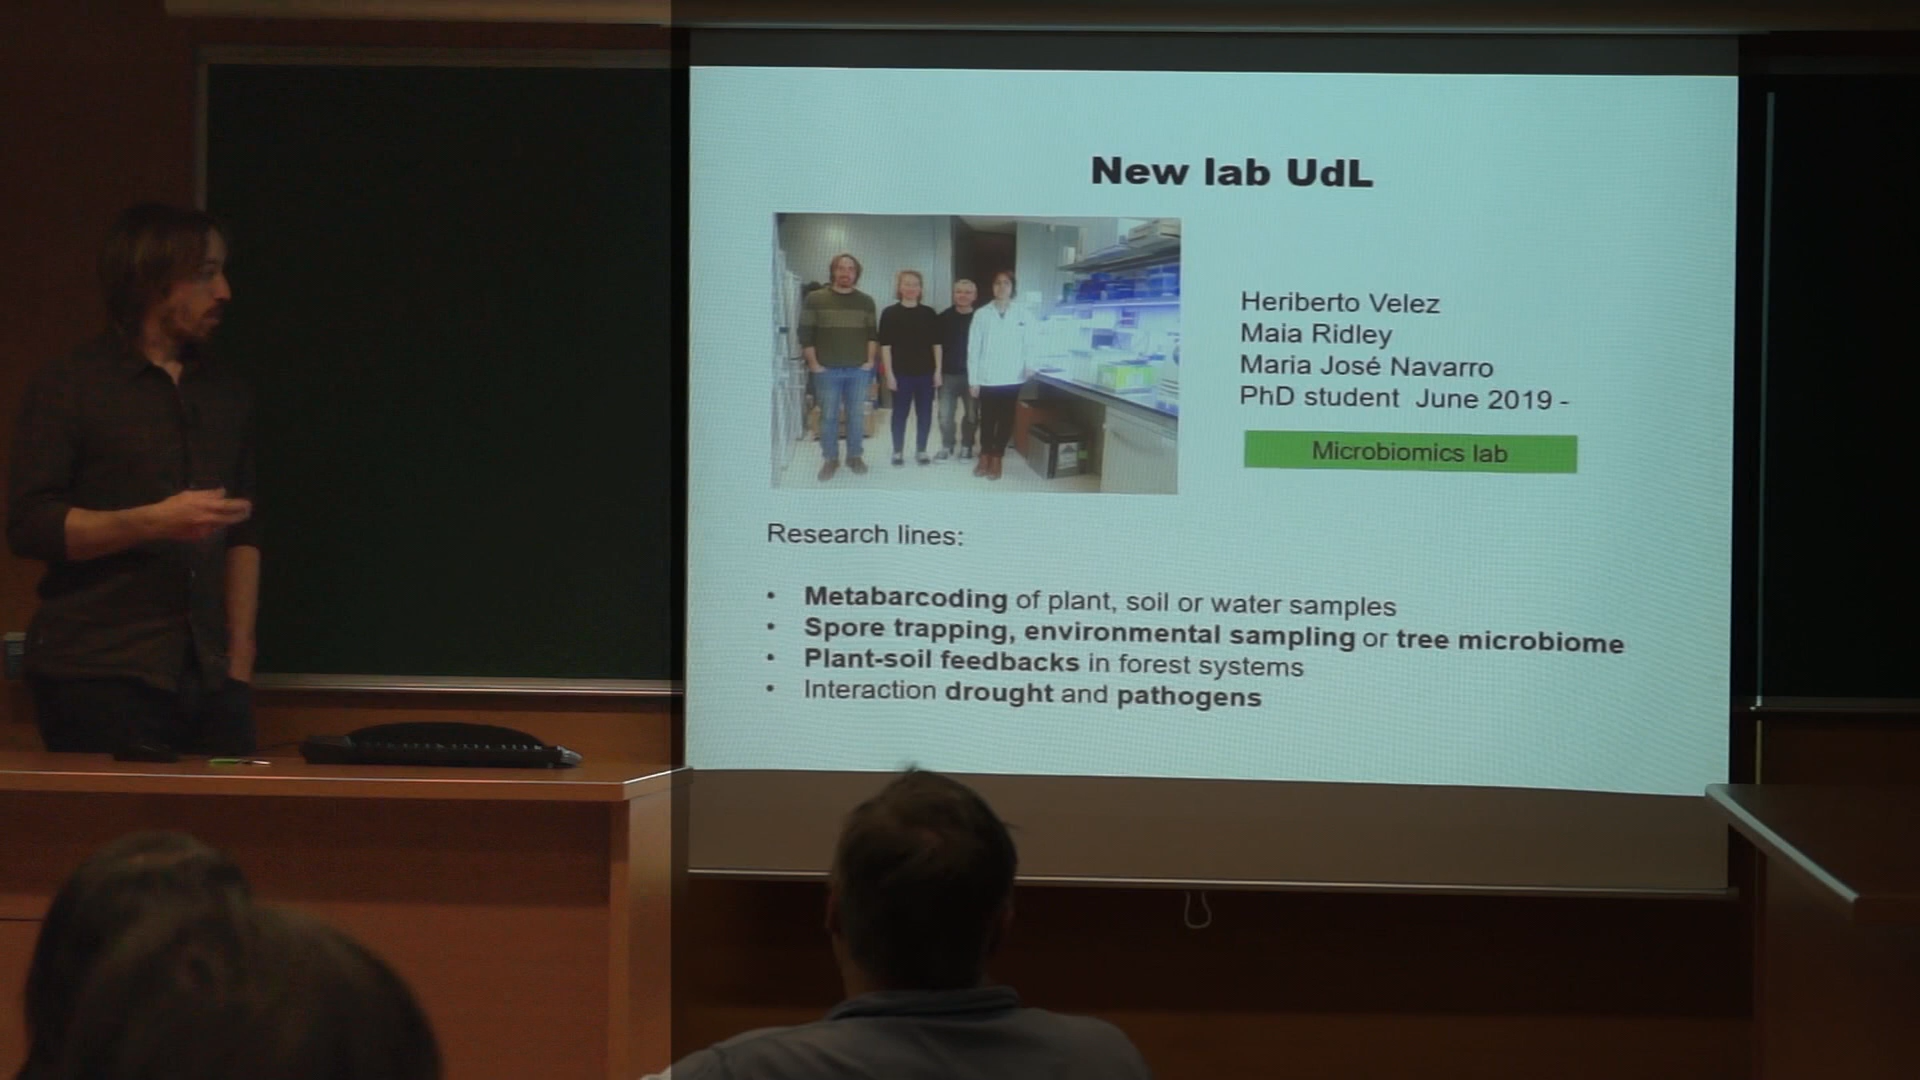 New lab UdL
Heriberto Velez
Maia Ridley
Maria José Navarro
PhD student June 2019 -
Microbiomics lab
Research lines:
• Metabarcoding of plant, soil or water samples
• Spore trapping, environmental sampling or tree microbiome
• Plant-soil feedbacks in forest systems
• Interaction drought and pathogens